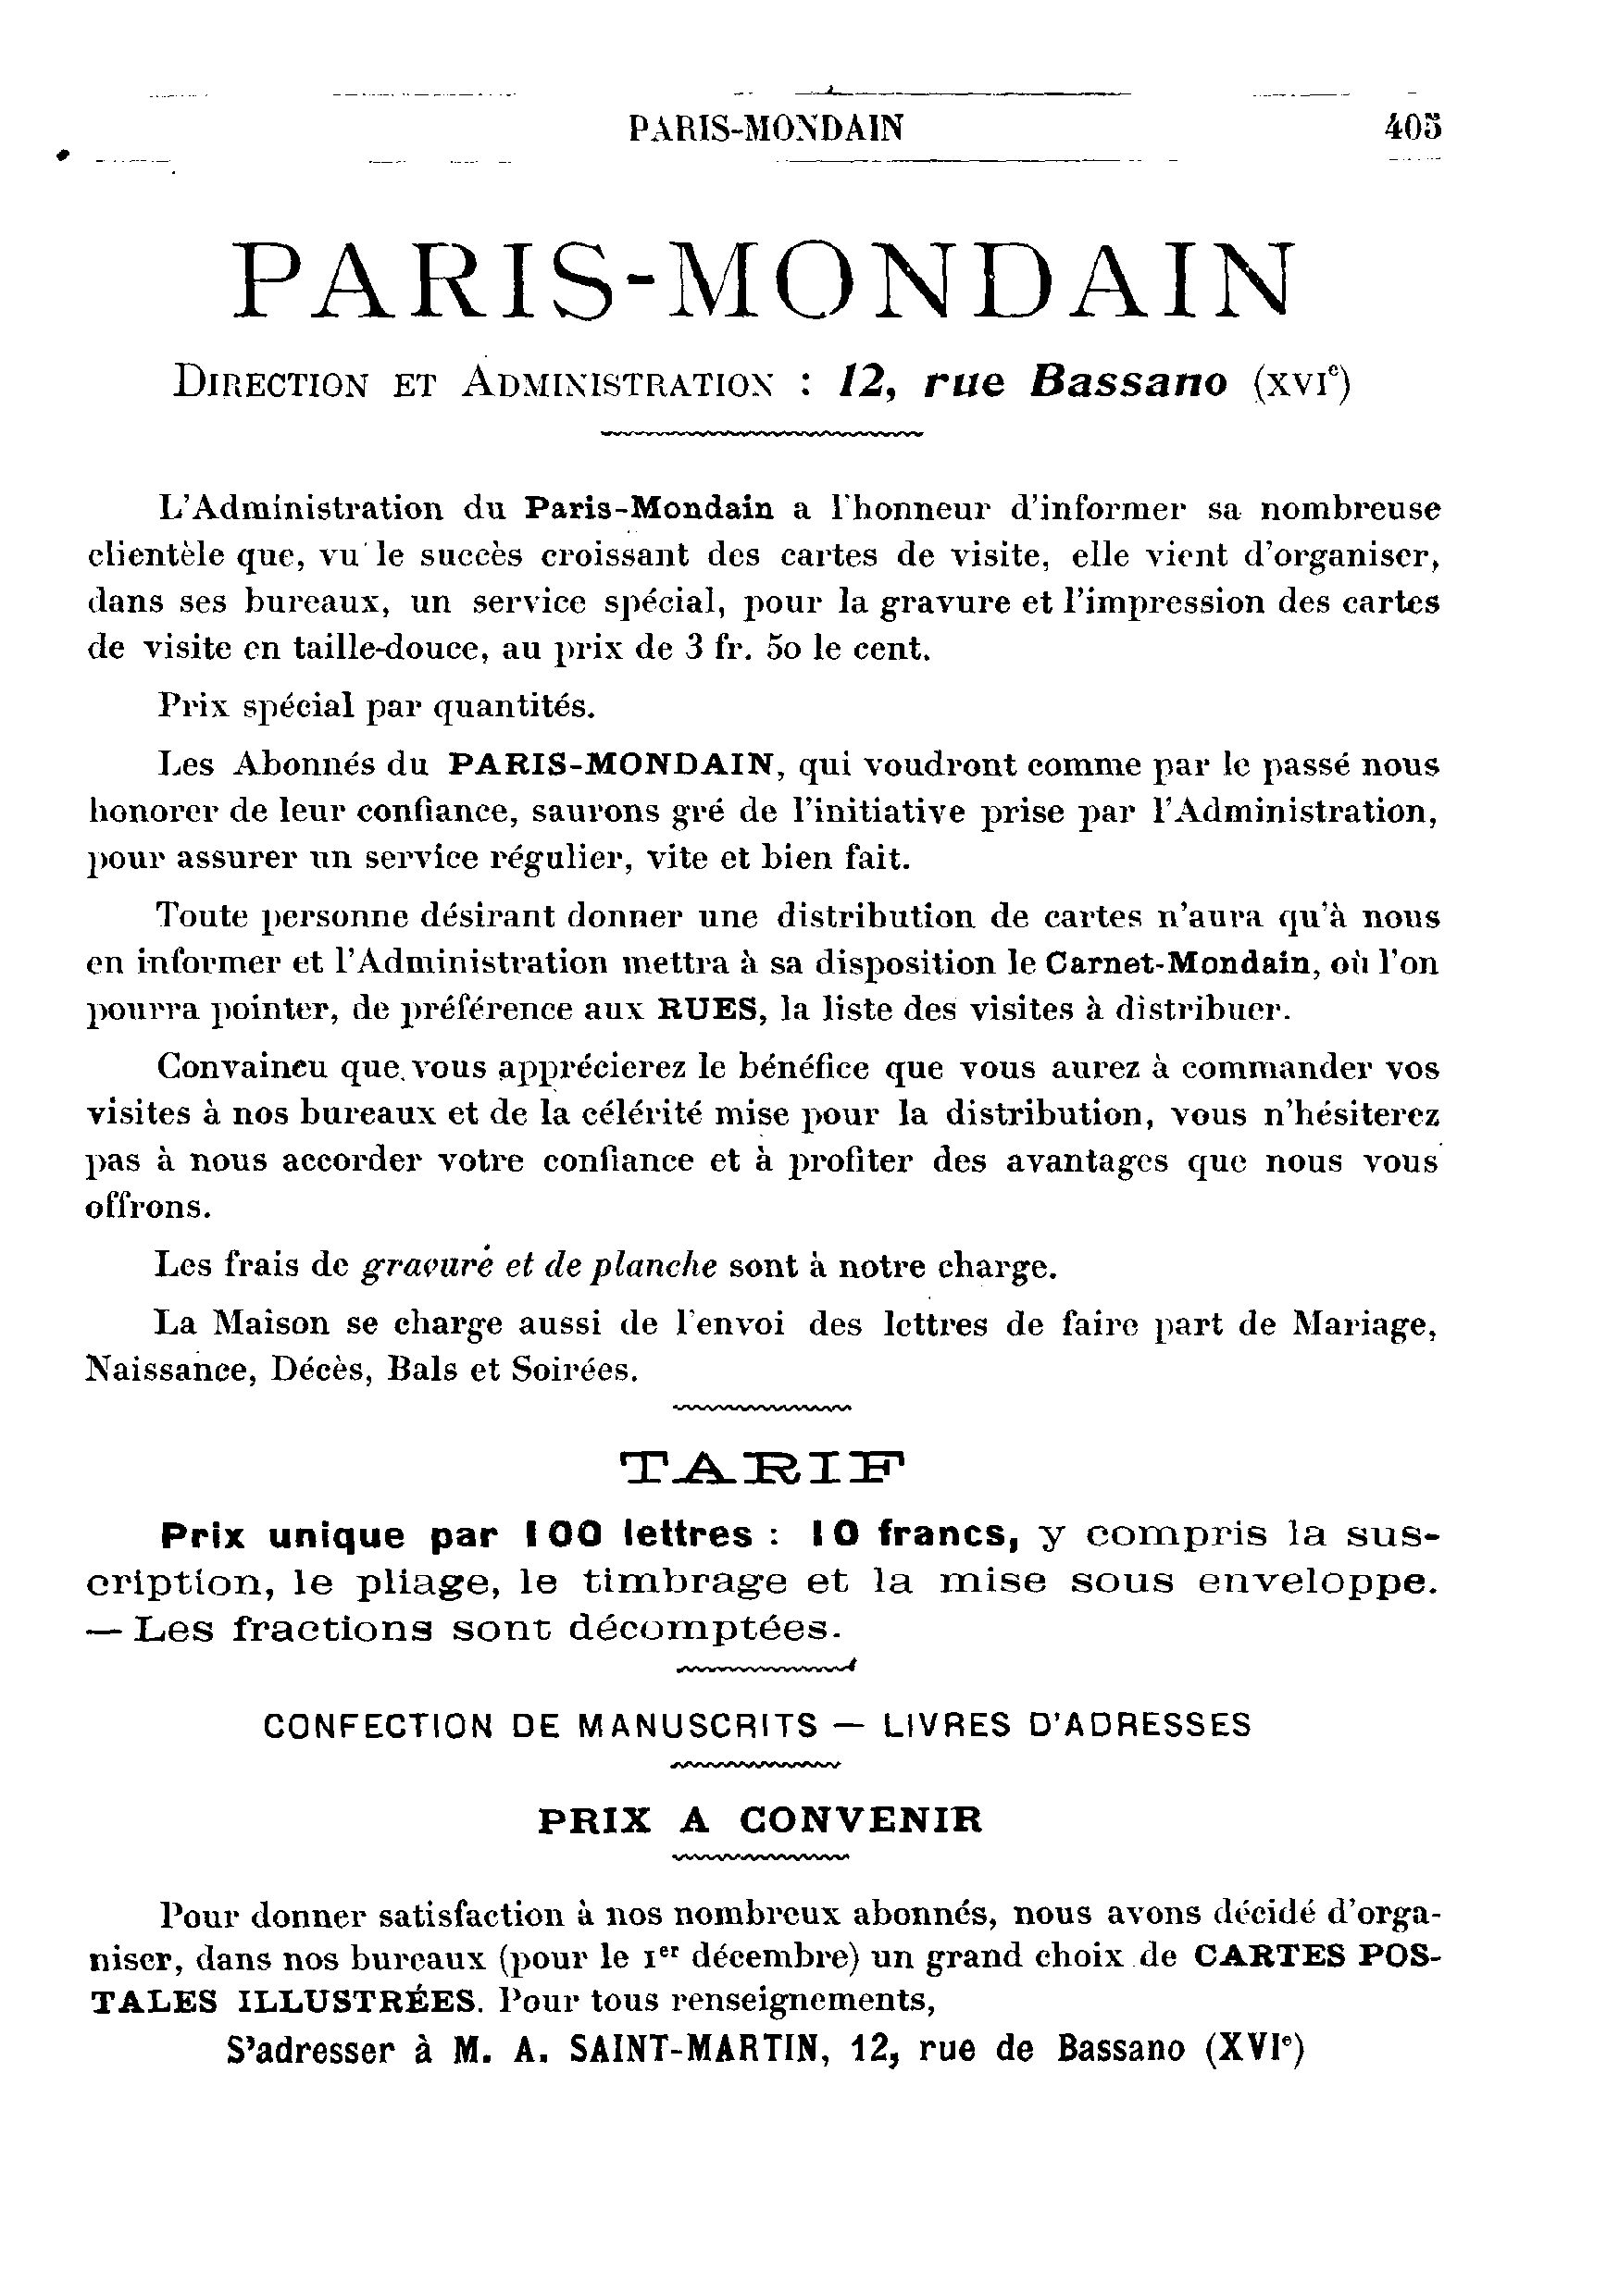 PARIS-MONDAIN 405
PARIS-MONDAIN
DIRECTION ET ADMINISTRATION : 12, rue Bassano (XVIe)
L'Administration du Paris-Mondain a l'honneur d'informer sa nombreuse
clientèle que, vu le succès croissant des cartes de visite, elle vient d'organiser,
dans ses bureaux, un service spécial, pour la gravure et l'impression des cartes
de visite en taille-douce, au prix de 3 fr. 50 le cent.
Prix spécial par quantités.
Les Abonnés du PARIS-MONDAIN, qui voudront comme par le passé nous
honorer de leur confiance, saurons gré de l'initiative prise par l'Administration,
pour assurer un service régulier, vite et bien fait.
Toute personne désirant donner une distribution de cartes n'aura qu'à nous
en informer et l'Administration mettra à sa disposition le Carnet-Mondain, où l'on
pourra pointer, de préférence aux RUES, la liste des visites à distribuer.
Convaincu que vous apprécierez le bénéfice que vous aurez à commander vos
visites à nos bureaux et de la célérité mise pour la distribution, vous n'hésiterez
pas à nous accorder votre confiance et à profiter des avantages que nous vous
offrons.
Les frais de gravure et de planche sont à notre charge.
La Maison se charge aussi de l'envoi des lettres de faire part de Mariage,
Naissance, Décès, Bals et Soirées.
TARIF
Prix unique par 100 lettres : 10 francs, y compris la sus-
cription, le pliage, le timbrage et la mise sous enveloppe.
— Les fractions sont décomptées.
CONFECTION DE MANUSCRITS — LIVRES D'ADRESSES
PRIX A CONVENIR
Pour donner satisfaction à nos nombreux abonnés, nous avons décidé d'orga-
niser, dans nos bureaux (pour le 1er décembre) un grand choix de CARTES POS-
TALES ILLUSTRÉES. Pour tous renseignements,
S'adresser à M. A. SAINT-MARTIN, 12, rue de Bassano (XVIe)